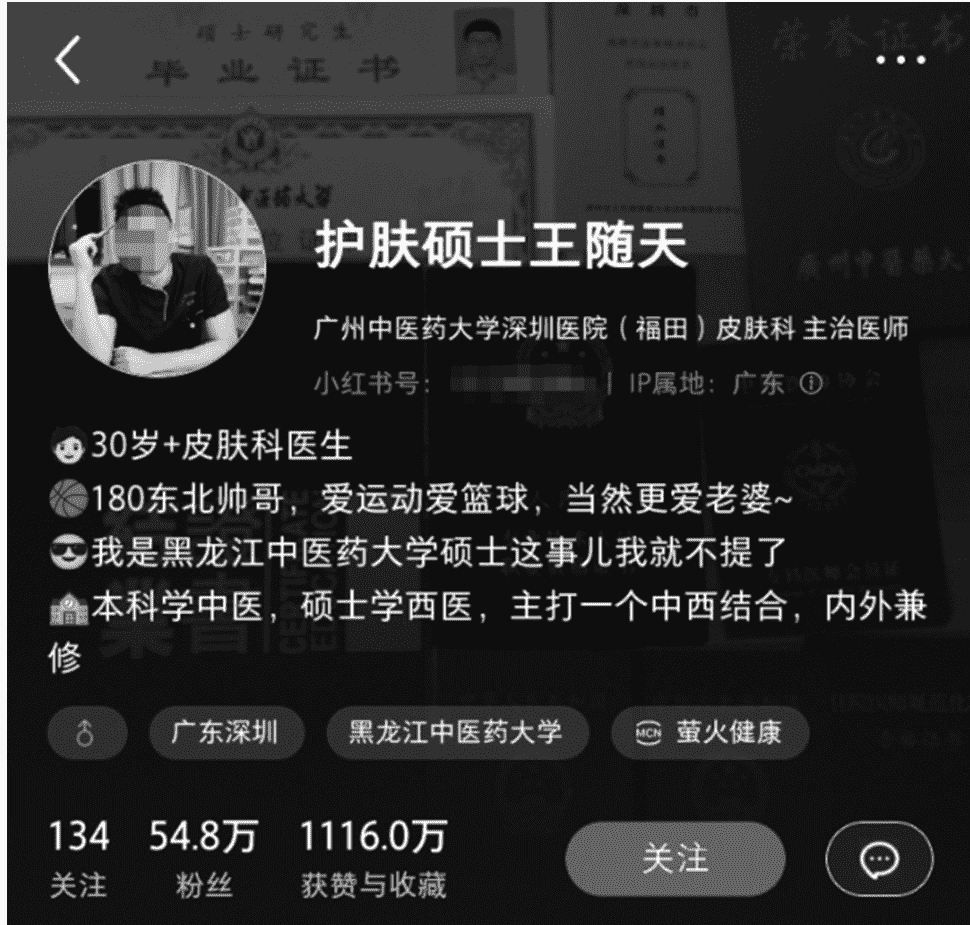 硕士研究生
毕业证书
荣誉证书
护肤硕士王随天
广州中医药大学深圳医院（福田）皮肤科 主治医师
小红书号：
IP属地：广东
30岁+皮肤科医生
180东北帅哥，爱运动爱篮球，当然更爱老婆~
我是黑龙江中医药大学硕士这事儿我就不提了
本科学中医，硕士学西医，主打一个中西结合，内外兼
修
广东深圳
黑龙江中医药大学
MCN 萤火健康
134
54.8万
1116.0万
关注
粉丝
获赞与收藏
关注